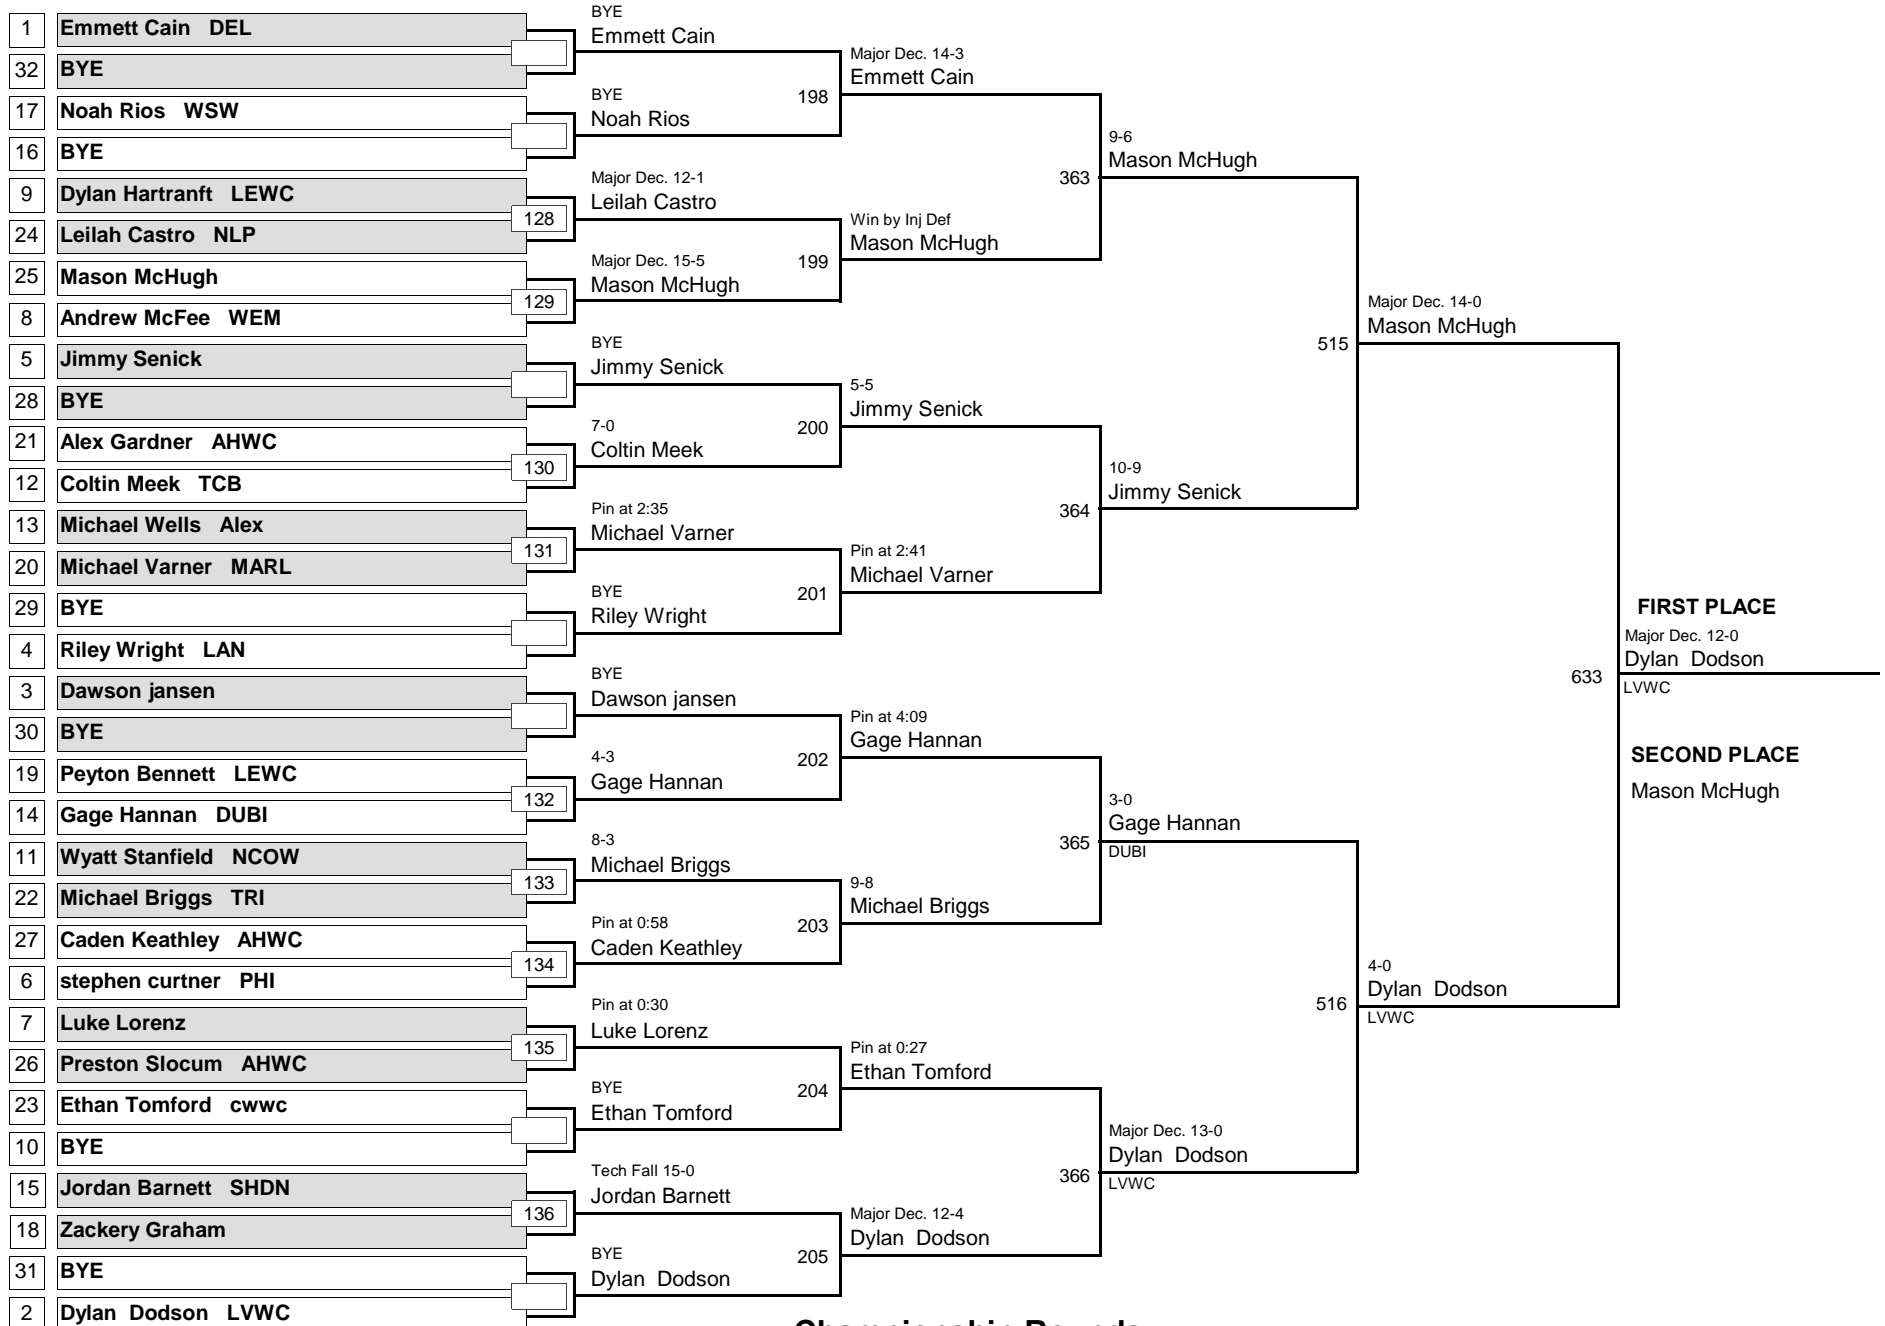 1 Emmett Cain DEL
32 BYE
17 Noah Rios WSW
16 BYE
9 Dylan Hartranft LEWC
24 Leilah Castro NLP
25 Mason McHugh
8 Andrew McFee WEM
5 Jimmy Senick
28 BYE
21 Alex Gardner AHWC
12 Coltin Meek TCB
13 Michael Wells Alex
20 Michael Varner MARL
29 BYE
4 Riley Wright LAN
3 Dawson jansen
30 BYE
19 Peyton Bennett LEWC
14 Gage Hannan DUBI
11 Wyatt Stanfield NCOW
22 Michael Briggs TRI
27 Caden Keathley AHWC
6 stephen curtner PHI
7 Luke Lorenz
26 Preston Slocum AHWC
23 Ethan Tomford cwwc
10 BYE
15 Jordan Barnett SHDN
18 Zackery Graham
31 BYE
2 Dylan Dodson LVWC
128
129
130
131
132
133
134
135
136
BYE
Emmett Cain
BYE
Noah Rios
Major Dec. 12-1
Leilah Castro
Major Dec. 15-5
Mason McHugh
BYE
Jimmy Senick
7-0
Coltin Meek
Pin at 2:35
Michael Varner
BYE
Riley Wright
BYE
Dawson jansen
4-3
Gage Hannan
8-3
Michael Briggs
Pin at 0:58
Caden Keathley
Pin at 0:30
Luke Lorenz
BYE
Ethan Tomford
Tech Fall 15-0
Jordan Barnett
BYE
Dylan Dodson
198
199
200
201
202
203
204
205
Major Dec. 14-3
Emmett Cain
Win by Inj Def
Mason McHugh
5-5
Jimmy Senick
Pin at 2:41
Michael Varner
Pin at 4:09
Gage Hannan
9-8
Michael Briggs
Pin at 0:27
Ethan Tomford
Major Dec. 12-4
Dylan Dodson
363
364
365
366
9-6
Mason McHugh
10-9
Jimmy Senick
3-0
Gage Hannan
DUBI
Major Dec. 13-0
Dylan Dodson
LVWC
515
516
Major Dec. 14-0
Mason McHugh
4-0
Dylan Dodson
LVWC
633
FIRST PLACE
Major Dec. 12-0
Dylan Dodson
LVWC
SECOND PLACE
Mason McHugh
Championship Rounds